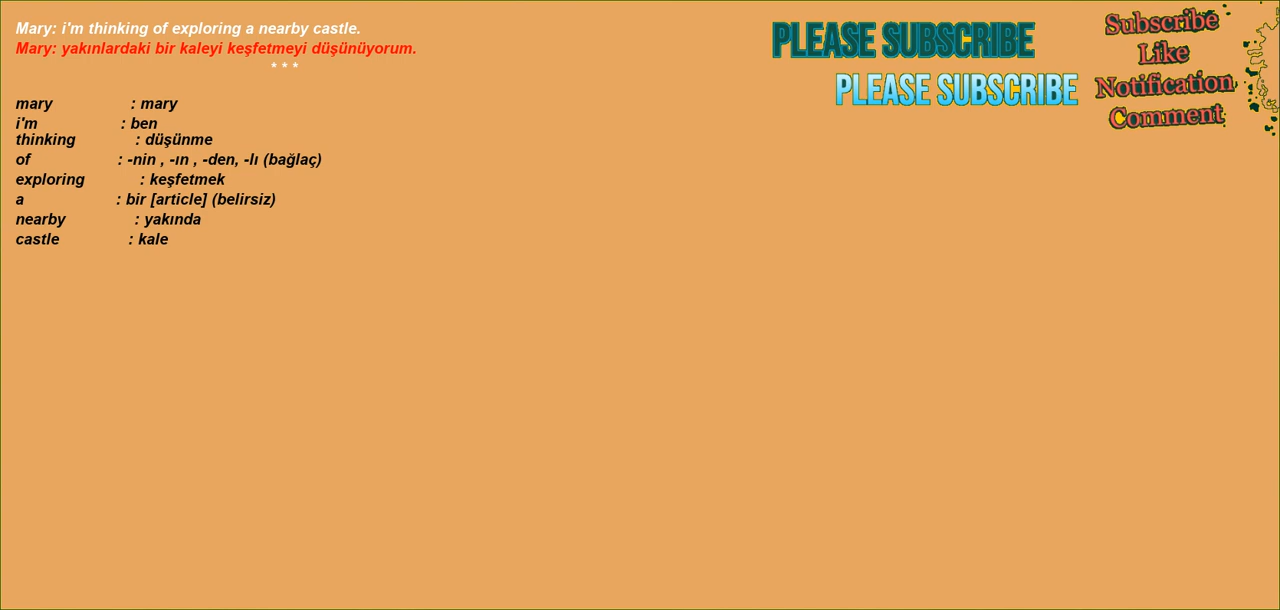 Mary: i'm thinking of exploring a nearby castle.
Mary: yakınlardaki bir kaleyi keşfetmeyi düşünüyorum.
* * *
mary : mary
i'm : ben
thinking : düşünme
of : -nin , -ın , -den, -lı (bağlaç)
exploring : keşfetmek
a : bir [article] (belirsiz)
nearby : yakında
castle : kale
PLEASE SUBSCRIBE
PLEASE SUBSCRIBE
Subscribe
Like
Notification
Comment